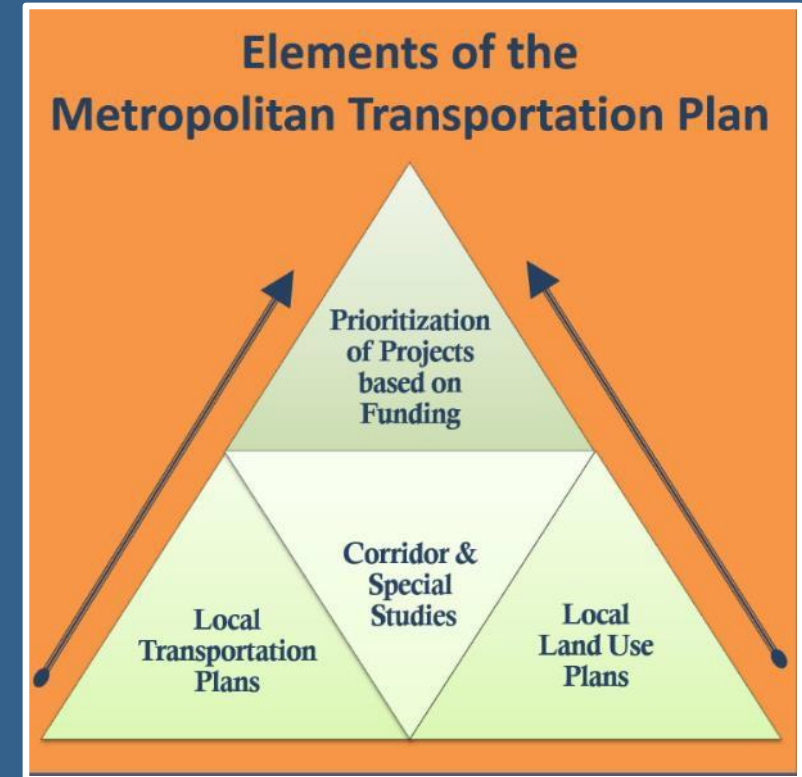 Elements of the
Metropolitan Transportation Plan
Prioritization
of Projects
based on
Funding
Corridor &
Special
Studies
Local
Transportation
Plans
Local
Land Use
Plans